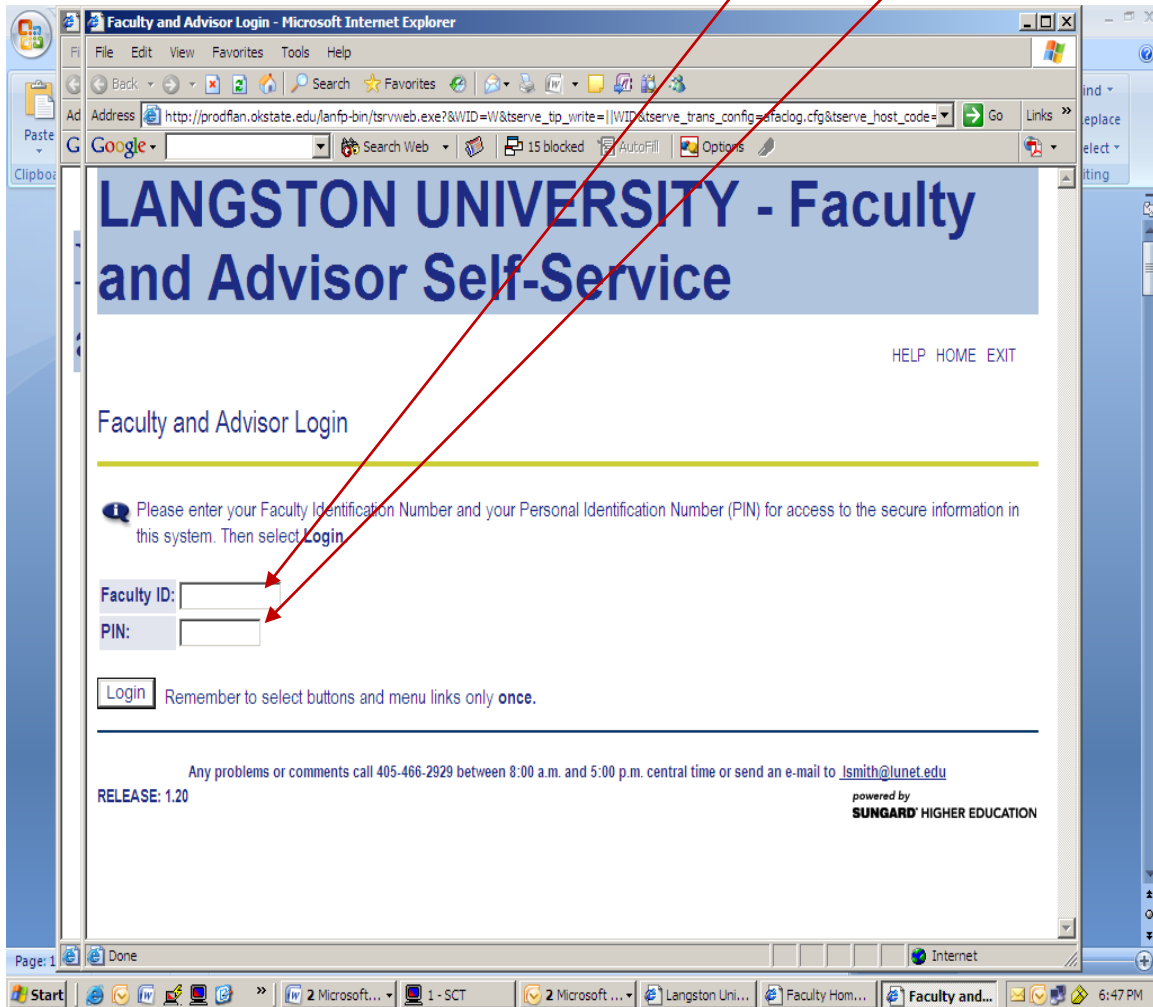 Faculty and Advisor Login - Microsoft Internet Explorer
File Edit View Favorites Tools Help
Back Search Favorites
Address http://prodflan.okstate.edu/lanfp-bin/tsrvweb.exe?&WID=W&tserve_tip_write=||WID&tserve_trans_config=afaclog.cfg&tserve_host_code= Go Links »
Google Search Web 15 blocked AutoFill Options
Paste
Clipboa
ind
eplace
elect
iting
LANGSTON UNIVERSITY - Faculty
and Advisor Self-Service
HELP HOME EXIT
Faculty and Advisor Login
Please enter your Faculty Identification Number and your Personal Identification Number (PIN) for access to the secure information in
this system. Then select Login.
Faculty ID:
PIN:
Login Remember to select buttons and menu links only once.
Any problems or comments call 405-466-2929 between 8:00 a.m. and 5:00 p.m. central time or send an e-mail to
RELEASE: 1.20
powered by
SUNGARD' HIGHER EDUCATION
Page: 1
Done Internet
Start » 2 Microsoft... 1 - SCT 2 Microsoft ... Langston Uni... Faculty Hom... Faculty and... 6:47 PM